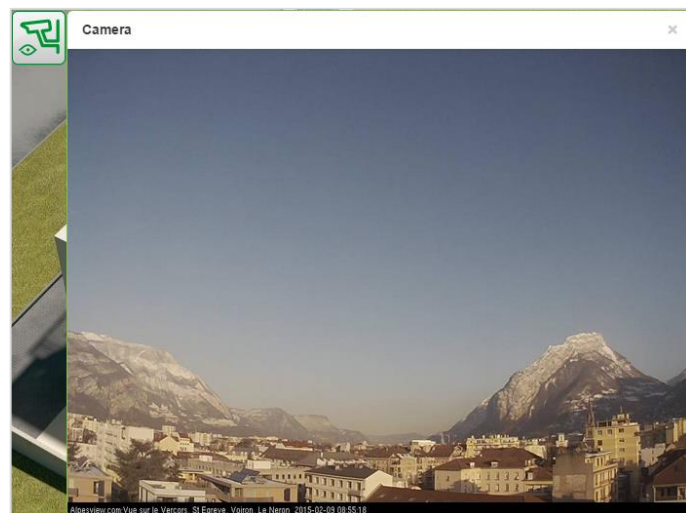 Camera
Alpesview.com:Vue sur le Vercors, St Egreve, Voiron, Le Neron 2015-02-09 08:55:18